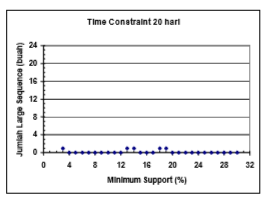 Time Constraint 20 hari
Jumlah Large Sequence (buah)
24
20
16
12
8
4
0
0 4 8 12 16 20 24 28 32
Minimum Support (%)